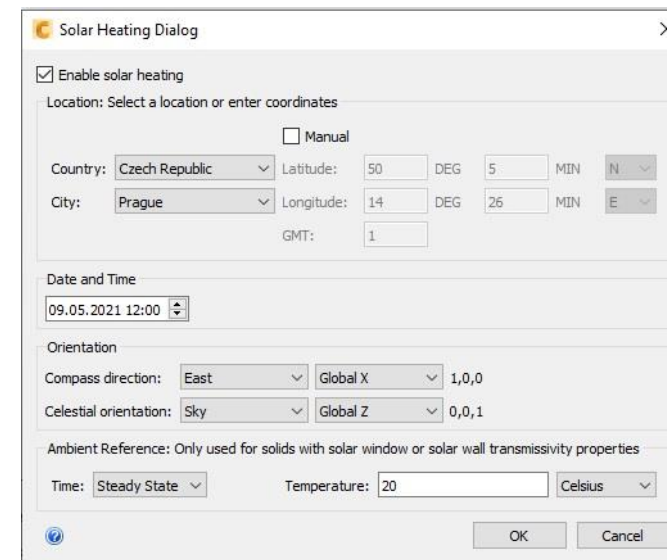 Solar Heating Dialog
Enable solar heating
Location: Select a location or enter coordinates
Manual
Country: Czech Republic Latitude: 50 DEG 5 MIN N
City: Prague Longitude: 14 DEG 26 MIN E
GMT: 1
Date and Time
09.05.2021 12:00
Orientation
Compass direction: East Global X 1,0,0
Celestial orientation: Sky Global Z 0,0,1
Ambient Reference: Only used for solids with solar window or solar wall transmissivity properties
Time: Steady State Temperature: 20 Celsius
OK Cancel